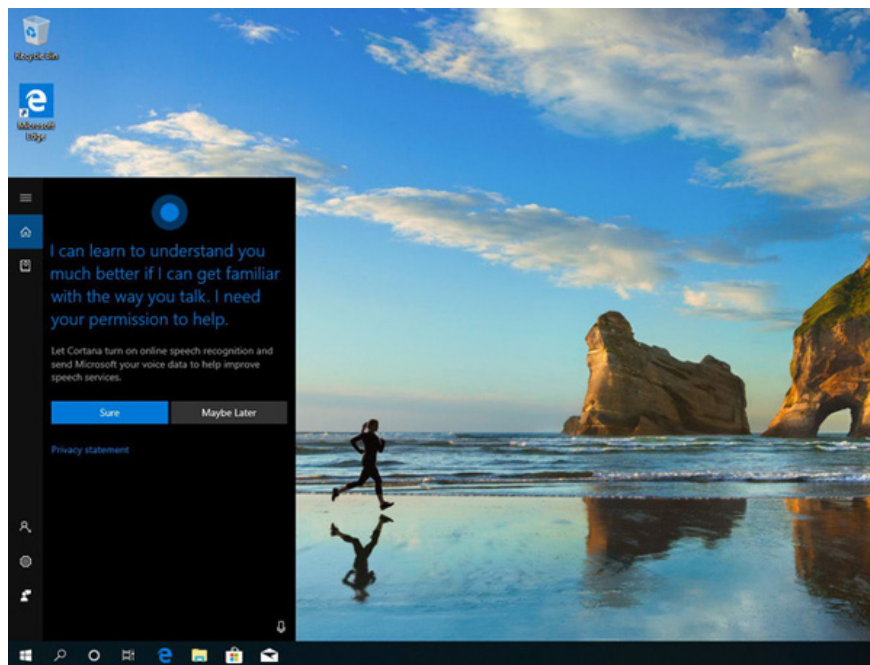 Recycle Bin
Microsoft
Edge
I can learn to understand you
much better if I can get familiar
with the way you talk. I need
your permission to help.
Let Cortana turn on online speech recognition and
send Microsoft your voice data to help improve
speech services.
Sure
Maybe Later
Privacy statement